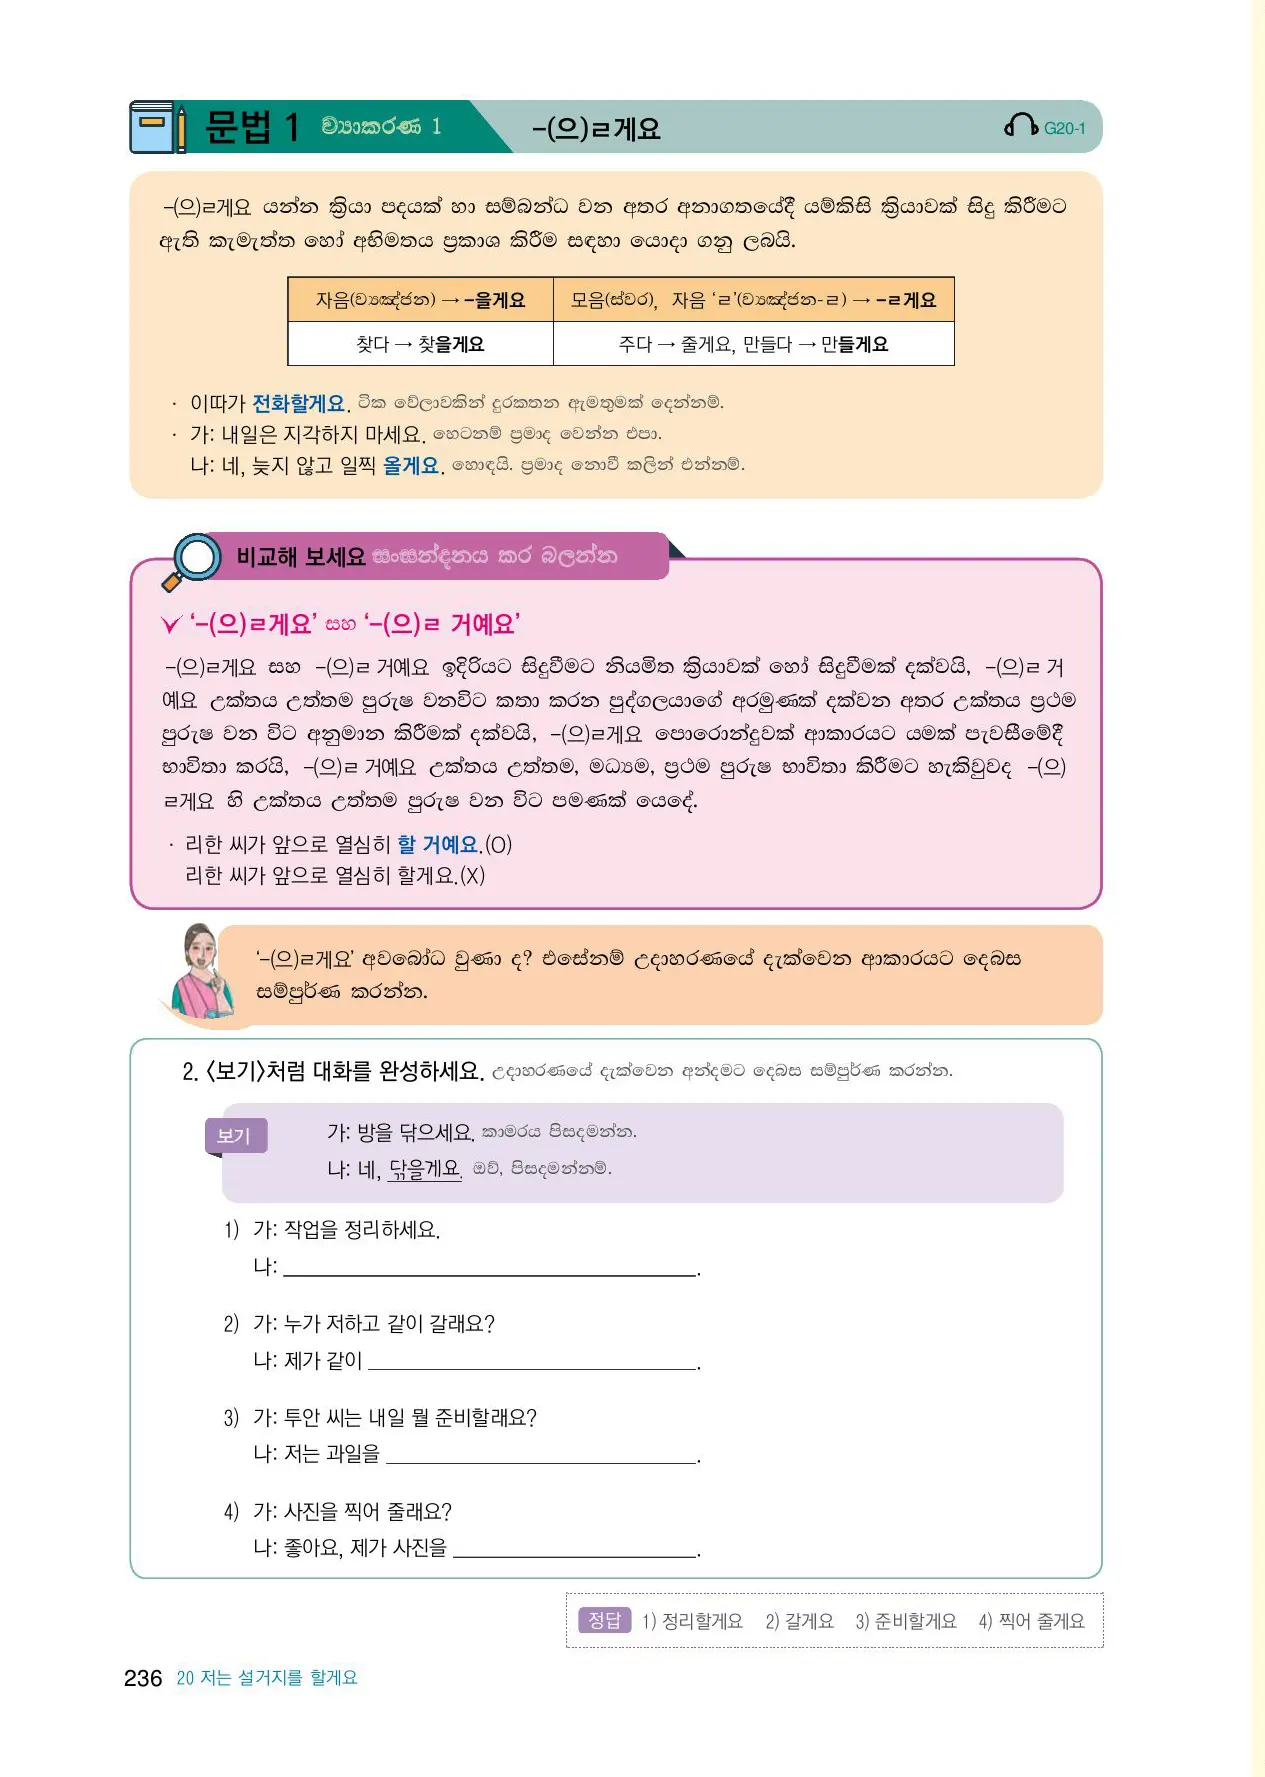 문법 1 ව්‍යාකරණ 1 -(으)ㄹ게요 G20-1
-(으)ㄹ게요 යන්න ක්‍රියා පදයක් හා සම්බන්ධ වන අතර අනාගතයේදී යම්කිසි ක්‍රියාවක් සිදු කිරීමට
ඇති කැමැත්ත හෝ අභිමතය ප්‍රකාශ කිරීම සඳහා යොදා ගනු ලබයි.
자음(ව්‍යඤ්ජන) → -을게요 모음(ස්වර), 자음 ‘ㄹ’(ව්‍යඤ්ජන-ㄹ) → -ㄹ게요
찾다 → 찾을게요 주다 → 줄게요, 만들다 → 만들게요
· 이따가 전화할게요. ටික වේලාවකින් දුරකතන ඇමතුමක් දෙන්නම්.
· 가: 내일은 지각하지 마세요. හෙටනම් ප්‍රමාද වෙන්න එපා.
나: 네, 늦지 않고 일찍 올게요. හොඳයි. ප්‍රමාද නොවී කලින් එන්නම්.
비교해 보세요 සංසන්දනය කර බලන්න
‘-(으)ㄹ게요’ සහ ‘-(으)ㄹ 거예요’
-(으)ㄹ게요 සහ -(으)ㄹ 거예요 ඉදිරියට සිදුවීමට නියමිත ක්‍රියාවක් හෝ සිදුවීමක් දක්වයි, -(으)ㄹ 거
예요 උක්තය උත්තම පුරුෂ වනවිට කතා කරන පුද්ගලයාගේ අරමුණක් දක්වන අතර උක්තය ප්‍රථම
පුරුෂ වන විට අනුමාන කිරීමක් දක්වයි, -(으)ㄹ게요 පොරොන්දුවක් ආකාරයට යමක් පැවසීමේදී
භාවිතා කරයි, -(으)ㄹ 거예요 උක්තය උත්තම, මධ්‍යම, ප්‍රථම පුරුෂ භාවිතා කිරීමට හැකිවුවද -(으)
ㄹ게요 හි උක්තය උත්තම පුරුෂ වන විට පමණක් යෙදේ.
· 리한 씨가 앞으로 열심히 할 거예요.(O)
리한 씨가 앞으로 열심히 할게요.(X)
‘-(으)ㄹ게요’ අවබෝධ වුණා ද? එසේනම් උදාහරණයේ දැක්වෙන ආකාරයට දෙබස
සම්පුර්ණ කරන්න.
2. 〈보기〉처럼 대화를 완성하세요. උදාහරණයේ දැක්වෙන අන්දමට දෙබස සම්පුර්ණ කරන්න.
보기 가: 방을 닦으세요. කාමරය පිසදමන්න.
나: 네, 닦을게요. ඔව්, පිසදමන්නම්.
1) 가: 작업을 정리하세요.
나: ____.
2) 가: 누가 저하고 같이 갈래요?
나: 제가 같이 ____.
3) 가: 투안 씨는 내일 뭘 준비할래요?
나: 저는 과일을 ____.
4) 가: 사진을 찍어 줄래요?
나: 좋아요, 제가 사진을 ____.
정답 1) 정리할게요 2) 갈게요 3) 준비할게요 4) 찍어 줄게요
236 20 저는 설거지를 할게요